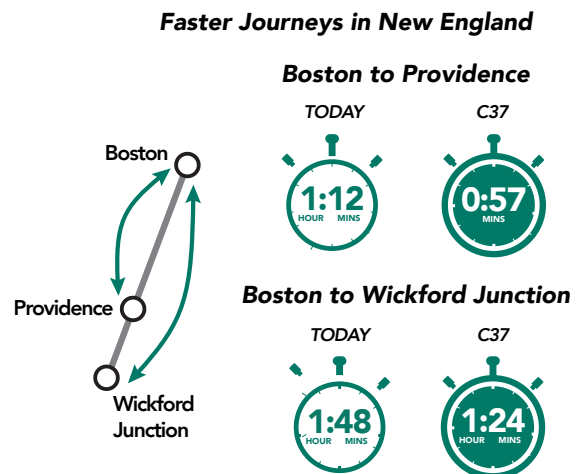 Faster Journeys in New England
Boston to Providence
TODAY
C37
1:12
HOUR MINS
0:57
MINS
Boston
Providence
Wickford
Junction
Boston to Wickford Junction
TODAY
C37
1:48
HOUR MINS
1:24
HOUR MINS